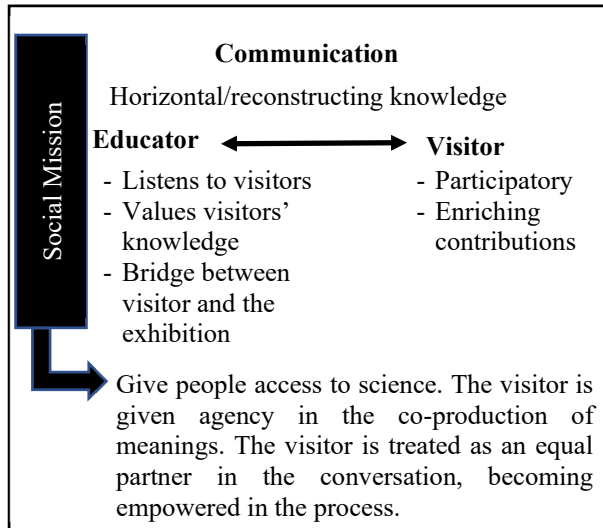 Communication
Horizontal/reconstructing knowledge
Educator
- Listens to visitors
- Values visitors’
knowledge
- Bridge between
visitor and the
exhibition
Visitor
- Participatory
- Enriching
contributions
Social Mission
Give people access to science. The visitor is
given agency in the co-production of
meanings. The visitor is treated as an equal
partner in the conversation, becoming
empowered in the process.